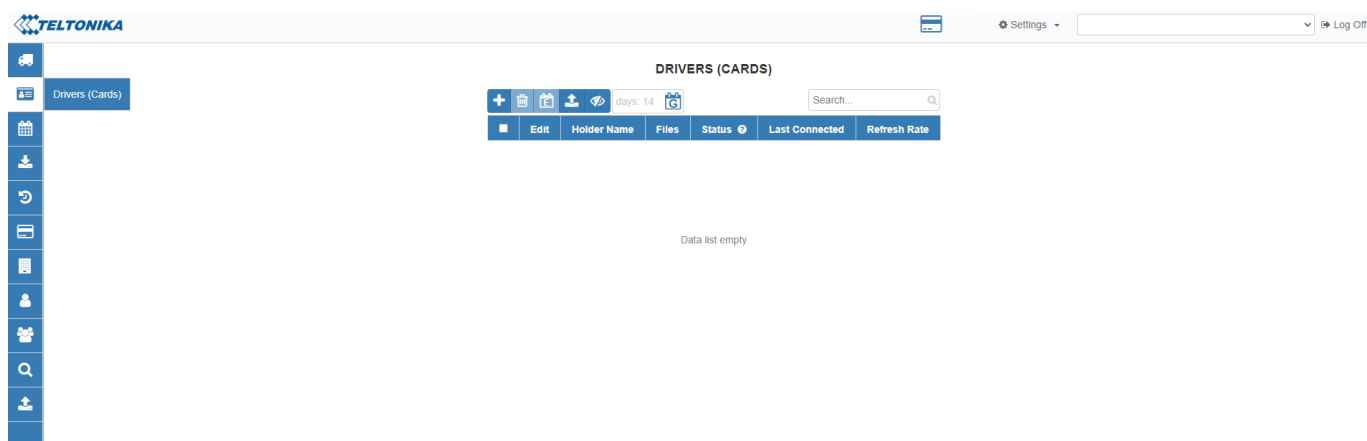 TELTONIKA
Settings
Log Off
DRIVERS (CARDS)
Drivers (Cards)
days: 14
Search...
Edit Holder Name Files Status Last Connected Refresh Rate
Data list empty